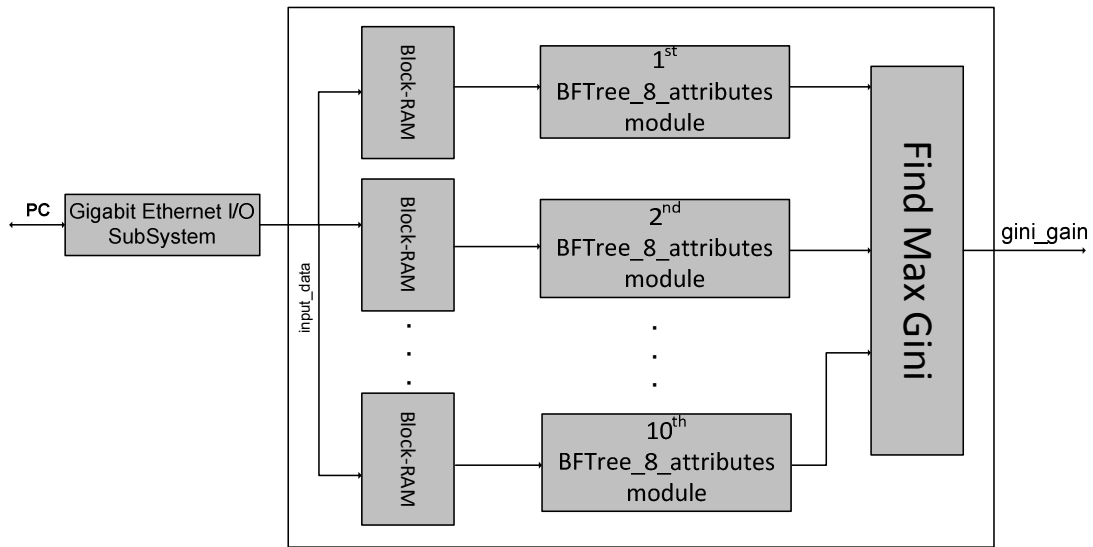 PC
Gigabit Ethernet I/O
SubSystem
input_data
Block-RAM
1st
BFTree_8_attributes
module
Block-RAM
2nd
BFTree_8_attributes
module
Block-RAM
10th
BFTree_8_attributes
module
Find Max Gini
gini_gain